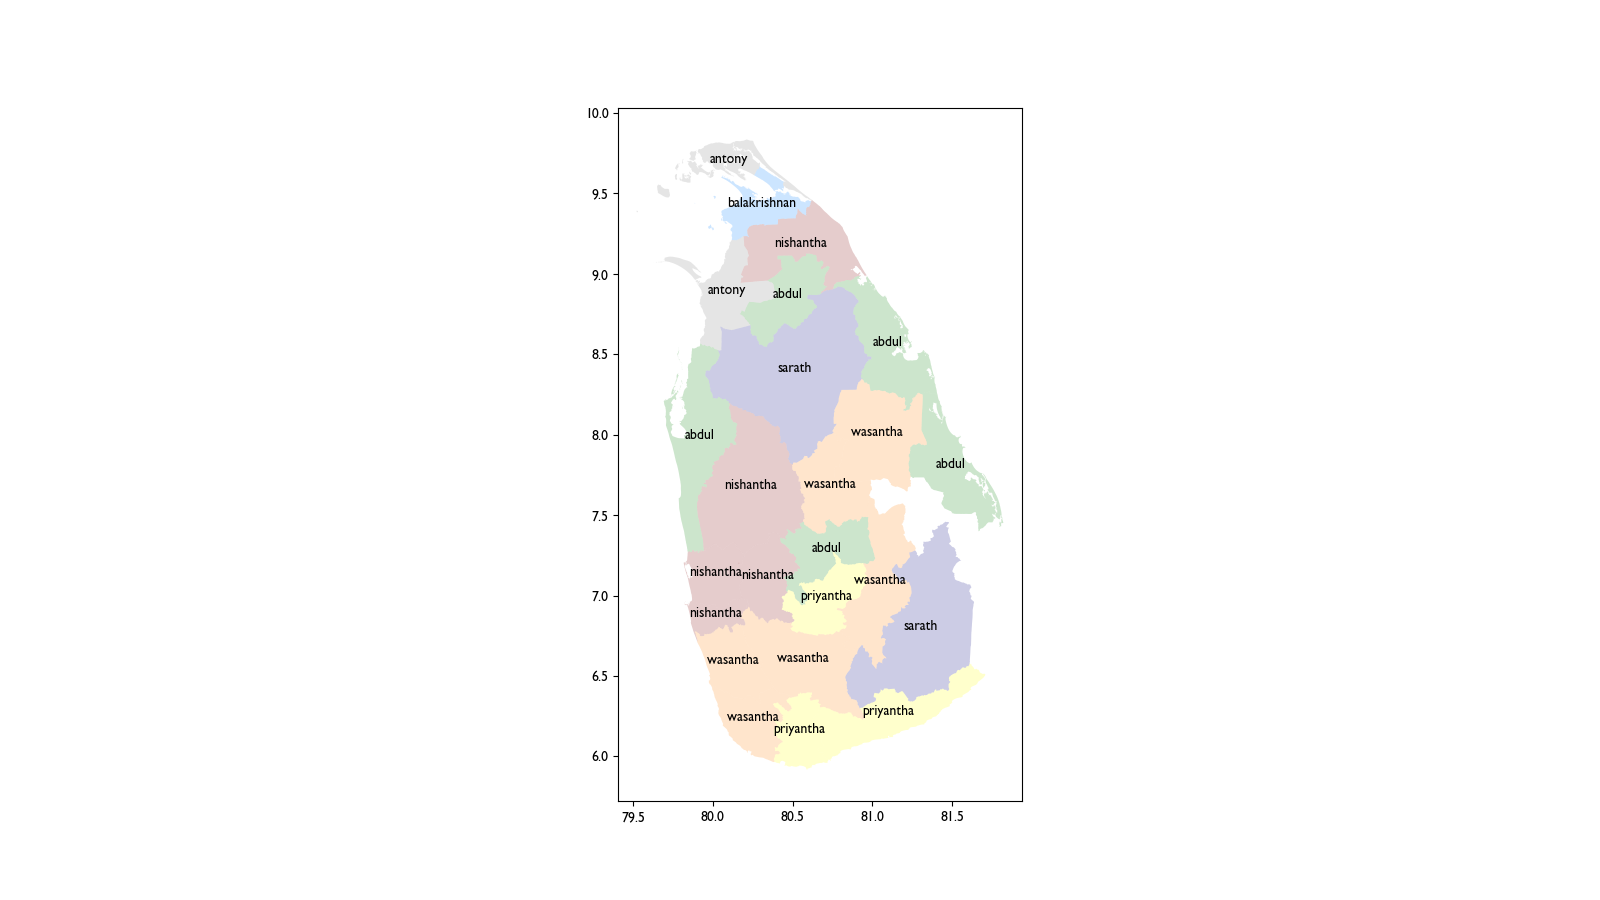 10.0
9.5
9.0
8.5
8.0
7.5
7.0
6.5
6.0
79.5 80.0 80.5 81.0 81.5
antony
balakrishnan
nishantha
antony
abdul
abdul
sarath
wasantha
abdul
abdul
wasantha
nishantha
abdul
nishantha
nishantha
wasantha
priyantha
nishantha
sarath
wasantha
wasantha
priyantha
wasantha
priyantha